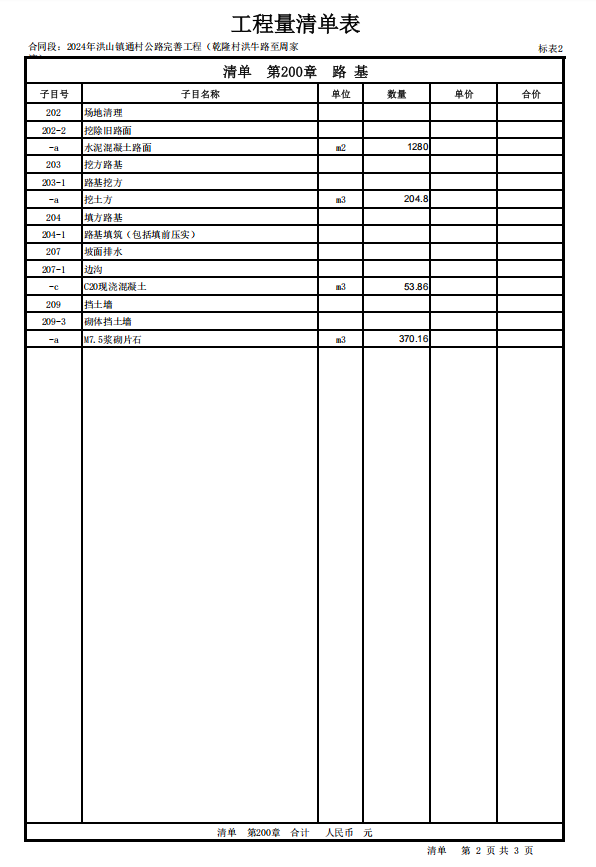 工程量清单表
合同段：2024年洪山镇通村公路完善工程（乾隆村洪牛路至周家
标表2
清单 第200章 路 基
子目号 子目名称 单位 数量 单价 合价
202 场地清理
202-2 挖除旧路面
-a 水泥混凝土路面 m2 1280
203 挖方路基
203-1 路基挖方
-a 挖土方 m3 204.8
204 填方路基
204-1 路基填筑（包括填前压实）
207 坡面排水
207-1 边沟
-c C20现浇混凝土 m3 53.86
209 挡土墙
209-3 砌体挡土墙
-a M7.5浆砌片石 m3 370.16
清单 第200章 合计 人民币 元
清单 第 2 页 共 3 页